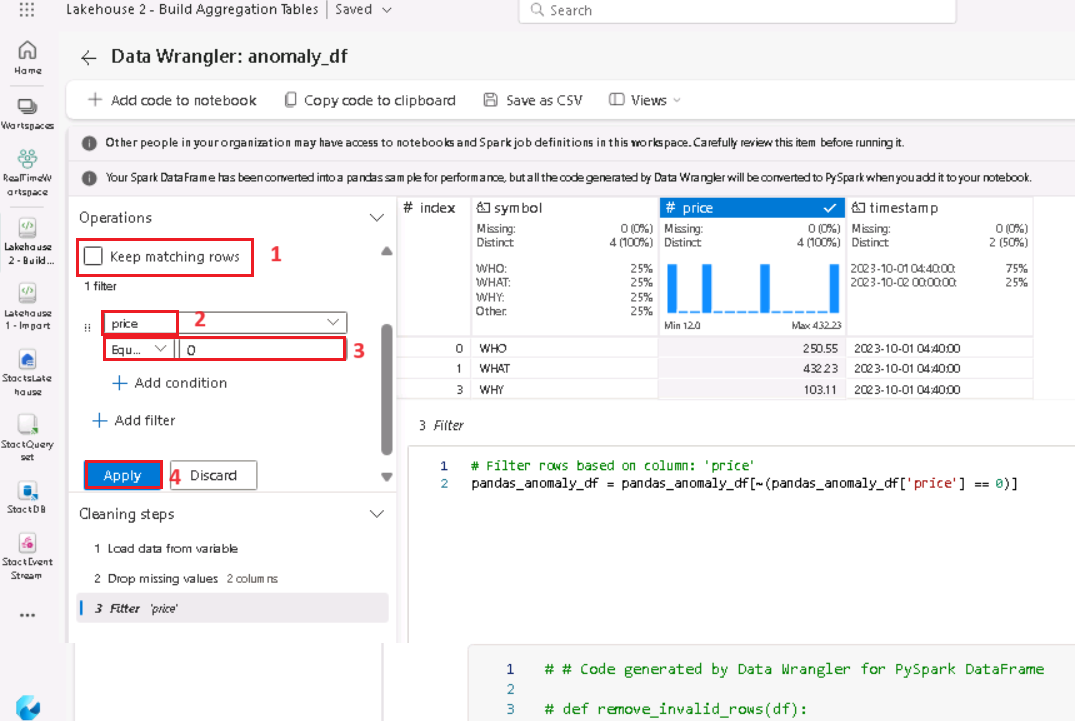 Lakehouse 2 - Build Aggregation Tables
Saved
Search
Home
Workspaces
RealTimeW
orkspace
Lakehouse
2 - Build...
Lakehouse
1 - Import
StocksLake
house
StockQuery
set
StockDB
StockEvent
Stream
Data Wrangler: anomaly_df
Add code to notebook
Copy code to clipboard
Save as CSV
Views
Other people in your organization may have access to notebooks and Spark job definitions in this workspace. Carefully review this item before running it.
Your Spark DataFrame has been converted into a pandas sample for performance, but all the code generated by Data Wrangler will be converted to PySpark when you add it to your notebook.
Operations
Keep matching rows
1
1 filter
price
2
Equ...
0
3
+ Add condition
+ Add filter
Apply
4
Discard
Cleaning steps
1 Load data from variable
2 Drop missing values 2 columns
3 Filter 'price'
# index
symbol
Missing: 0 (0%)
Distinct: 4 (100%)
WHO: 25%
WHAT: 25%
WHY: 25%
Other: 25%
# price
Missing: 0 (0%)
Distinct: 4 (100%)
Min 12.0 Max 432.23
timestamp
Missing: 0 (0%)
Distinct: 2 (50%)
2023-10-01 04:40:00: 75%
2023-10-02 00:00:00: 25%
0 WHO 250.55 2023-10-01 04:40:00
1 WHAT 432.23 2023-10-01 04:40:00
3 WHY 103.11 2023-10-01 04:40:00
3 Filter
1 # Filter rows based on column: 'price'
2 pandas_anomaly_df = pandas_anomaly_df[~(pandas_anomaly_df['price'] == 0)]
1 # # Code generated by Data Wrangler for PySpark DataFrame
2
3 # def remove_invalid_rows(df):